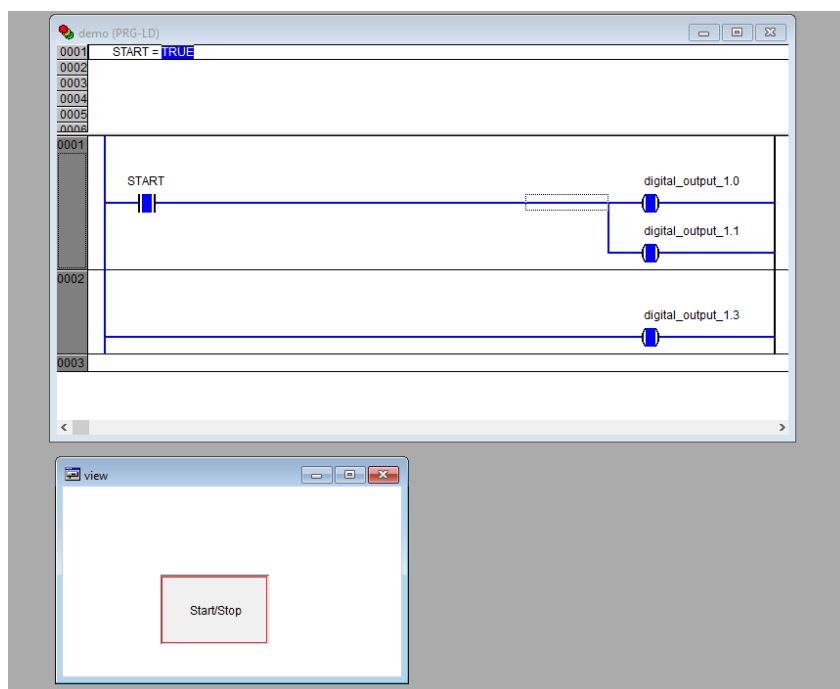 demo (PRG-LD)
0001 START = TRUE
0002
0003
0004
0005
0006
0001
START digital_output_1.0
digital_output_1.1
0002
digital_output_1.3
0003
view
Start/Stop